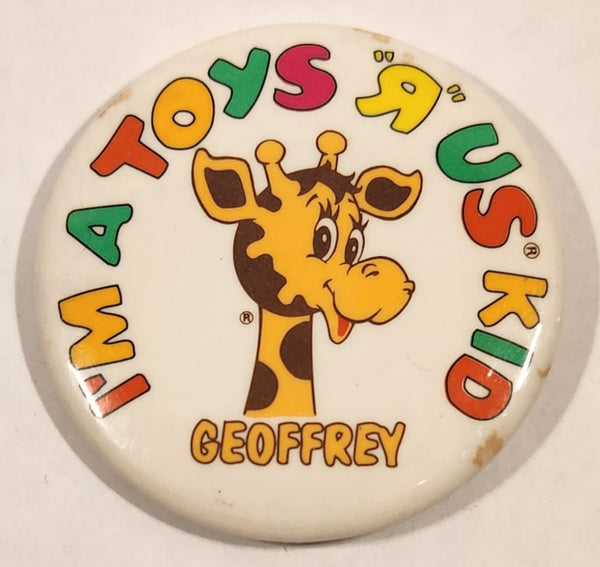 I'M A TOYS "Я" US® KID
®
GEOFFREY